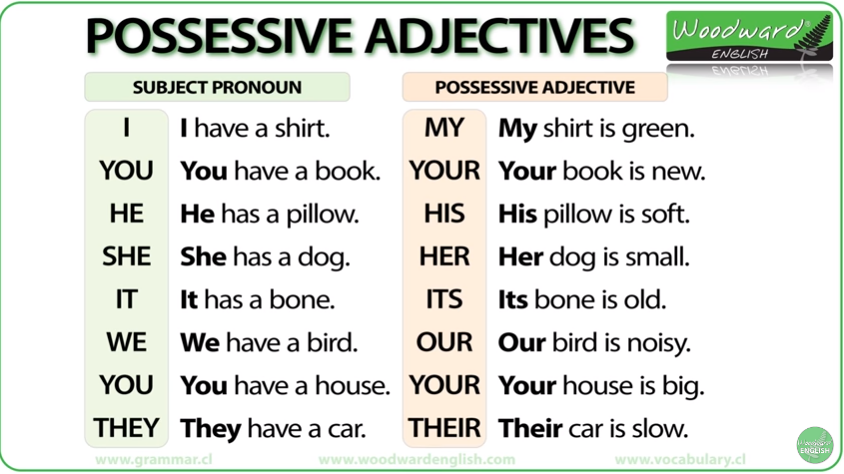 POSSESSIVE ADJECTIVES
Woodward®
ENGLISH
SUBJECT PRONOUN POSSESSIVE ADJECTIVE
I I have a shirt. MY My shirt is green.
YOU You have a book. YOUR Your book is new.
HE He has a pillow. HIS His pillow is soft.
SHE She has a dog. HER Her dog is small.
IT It has a bone. ITS Its bone is old.
WE We have a bird. OUR Our bird is noisy.
YOU You have a house. YOUR Your house is big.
THEY They have a car. THEIR Their car is slow.
www.grammar.cl www.woodwardenglish.com www.vocabulary.cl
Woodward
ENGLISH